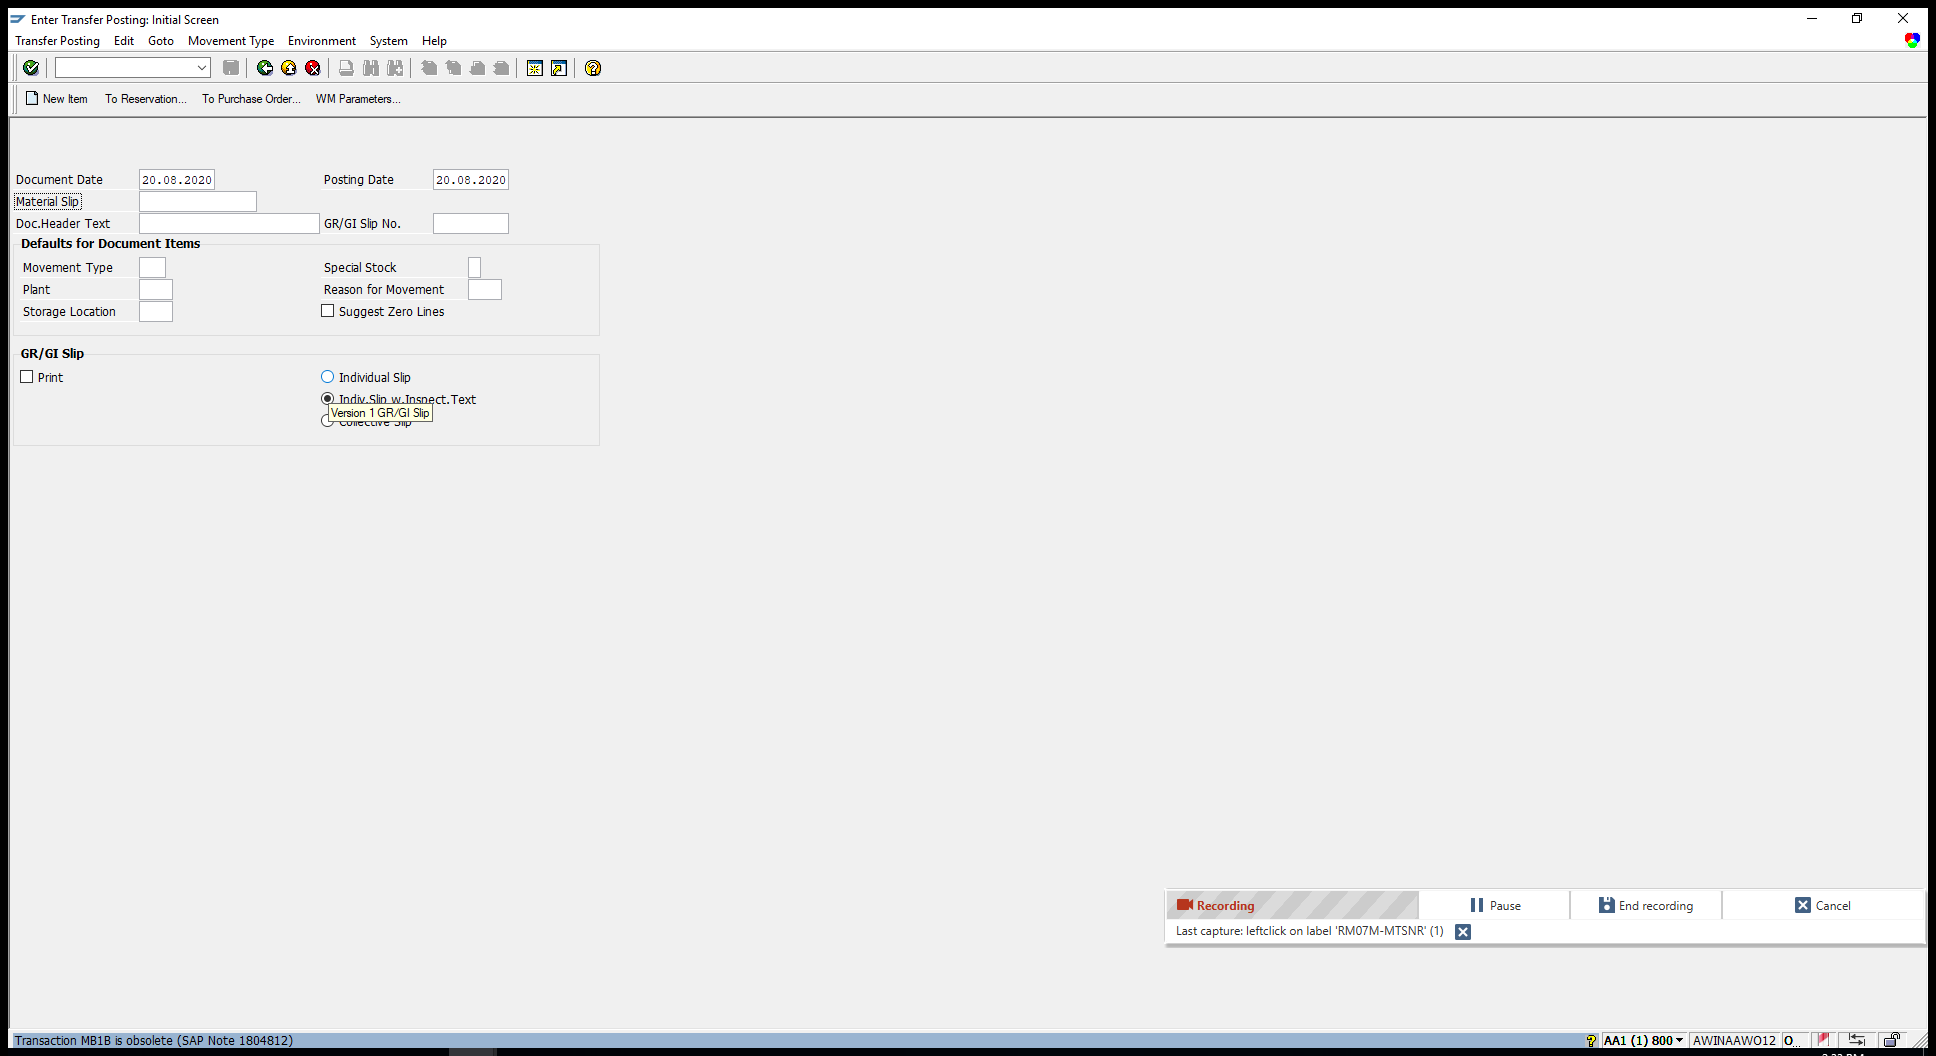 Enter Transfer Posting: Initial Screen
Transfer Posting Edit Goto Movement Type Environment System Help
New Item To Reservation... To Purchase Order... WM Parameters...
Document Date 20.08.2020 Posting Date 20.08.2020
Material Slip
Doc.Header Text GR/GI Slip No.
Defaults for Document Items
Movement Type Special Stock
Plant Reason for Movement
Storage Location Suggest Zero Lines
GR/GI Slip
Print Individual Slip
Indiv.Slip w.Inspect.Text
Version 1 GR/GI Slip
Collective Slip
Recording Pause End recording Cancel
Last capture: leftclick on label 'RM07M-MTSNR' (1)
Transaction MB1B is obsolete (SAP Note 1804812) AA1 (1) 800 AWINAAWO12 O...